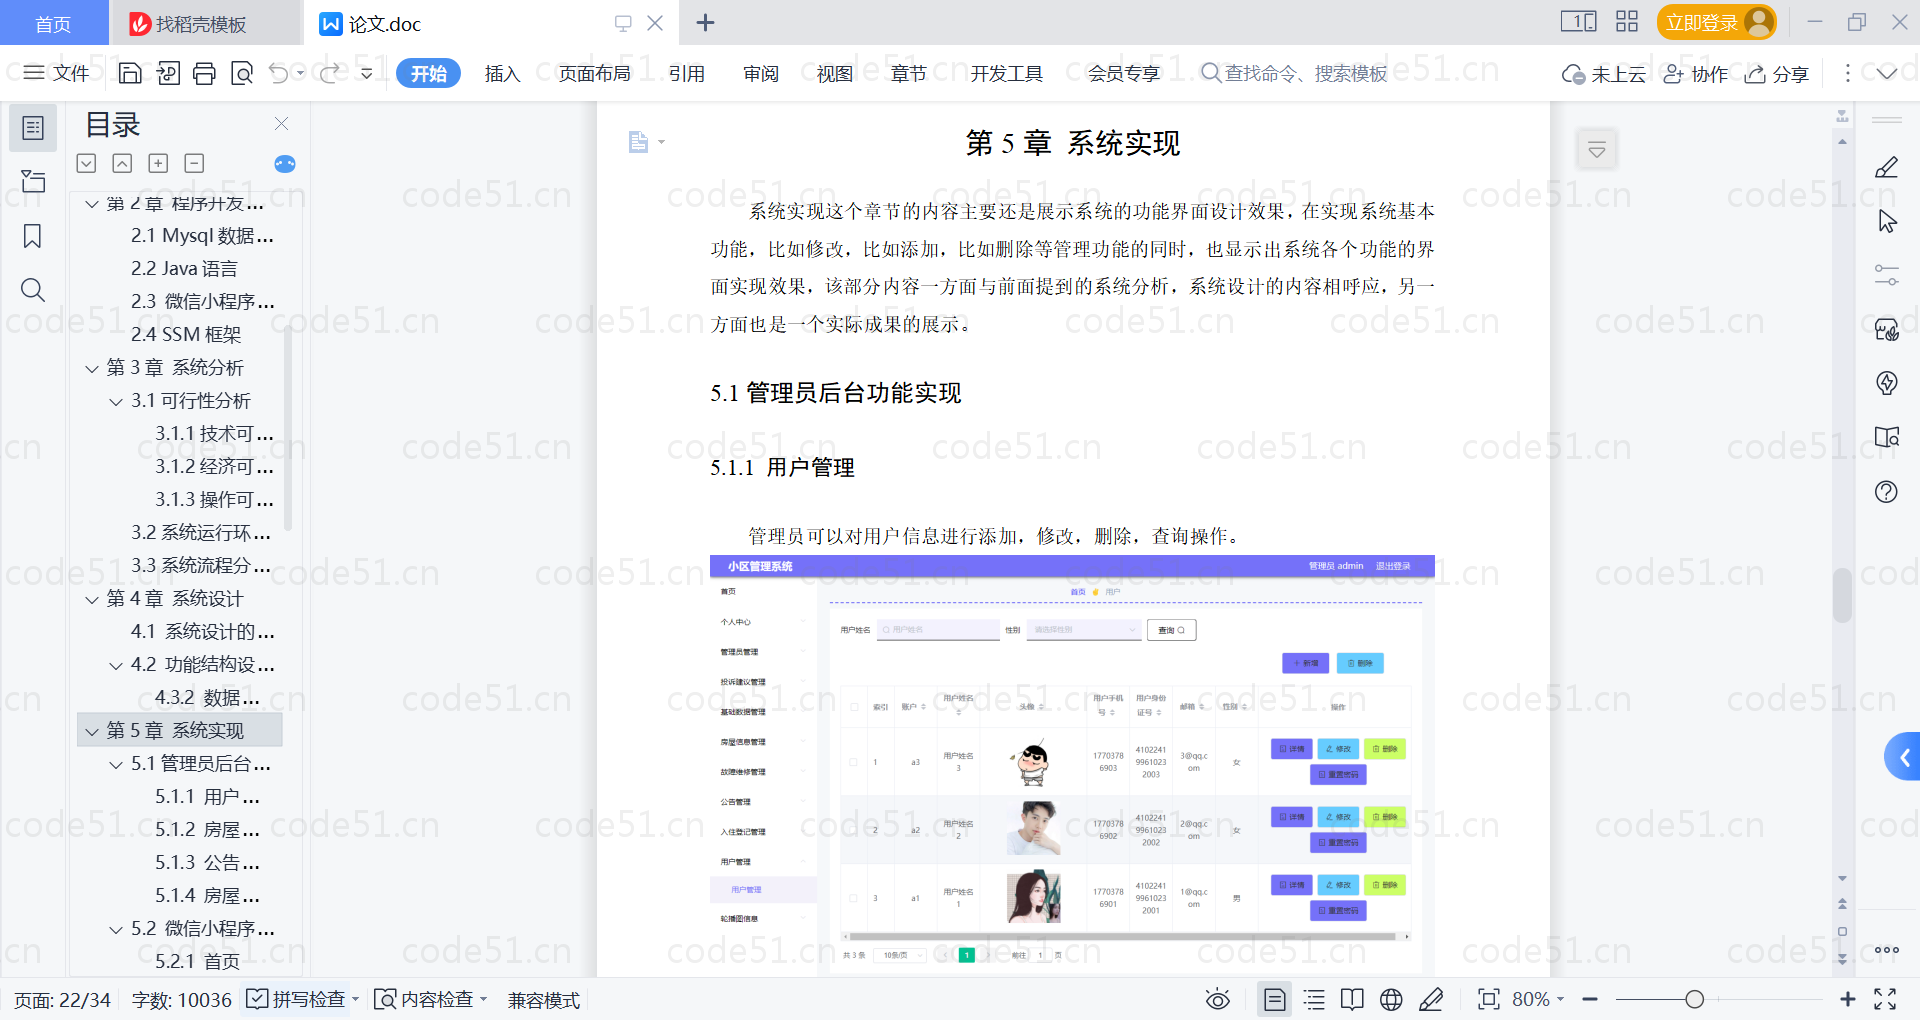 首页
找稻壳模板
论文.doc
立即登录
文件
开始
插入
页面布局
引用
审阅
视图
章节
开发工具
会员专享
查找命令、搜索模板
未上云
协作
分享
目录
第 2 章 程序开发...
2.1 Mysql 数据...
2.2 Java 语言
2.3 微信小程序...
2.4 SSM 框架
第 3 章 系统分析
3.1 可行性分析
3.1.1 技术可...
3.1.2 经济可...
3.1.3 操作可...
3.2 系统运行环...
3.3 系统流程分...
第 4 章 系统设计
4.1 系统设计的...
4.2 功能结构设...
4.3.2 数据...
第 5 章 系统实现
5.1 管理员后台...
5.1.1 用户...
5.1.2 房屋...
5.1.3 公告...
5.1.4 房屋...
5.2 微信小程序...
5.2.1 首页
第 5 章 系统实现
系统实现这个章节的内容主要还是展示系统的功能界面设计效果，在实现系统基本
功能，比如修改，比如添加，比如删除等管理功能的同时，也显示出系统各个功能的界
面实现效果，该部分内容一方面与前面提到的系统分析，系统设计的内容相呼应，另一
方面也是一个实际成果的展示。
5.1 管理员后台功能实现
5.1.1 用户管理
管理员可以对用户信息进行添加，修改，删除，查询操作。
小区管理系统
管理员 admin 退出登录
首页
个人中心
管理员管理
投诉建议管理
基础数据管理
房屋信息管理
故障维修管理
公告管理
入住登记管理
用户管理
用户管理
轮播图信息
首页 用户
用户姓名 用户姓名 性别 请选择性别 查询
新增 删除
索引 账户 用户姓名 头像 用户手机号 用户身份证号 邮箱 性别 操作
1 a3 用户姓名3 17703786903 410224199610232003 3@qq.com 女 详情 修改 删除 重置密码
2 a2 用户姓名2 17703786902 410224199610232002 2@qq.com 女 详情 修改 删除 重置密码
3 a1 用户姓名1 17703786901 410224199610232001 1@qq.com 男 详情 修改 删除 重置密码
共 3 条 10条/页 1 前往 1 页
页面: 22/34 字数: 10036 拼写检查 内容检查 兼容模式
80%
code51.cn